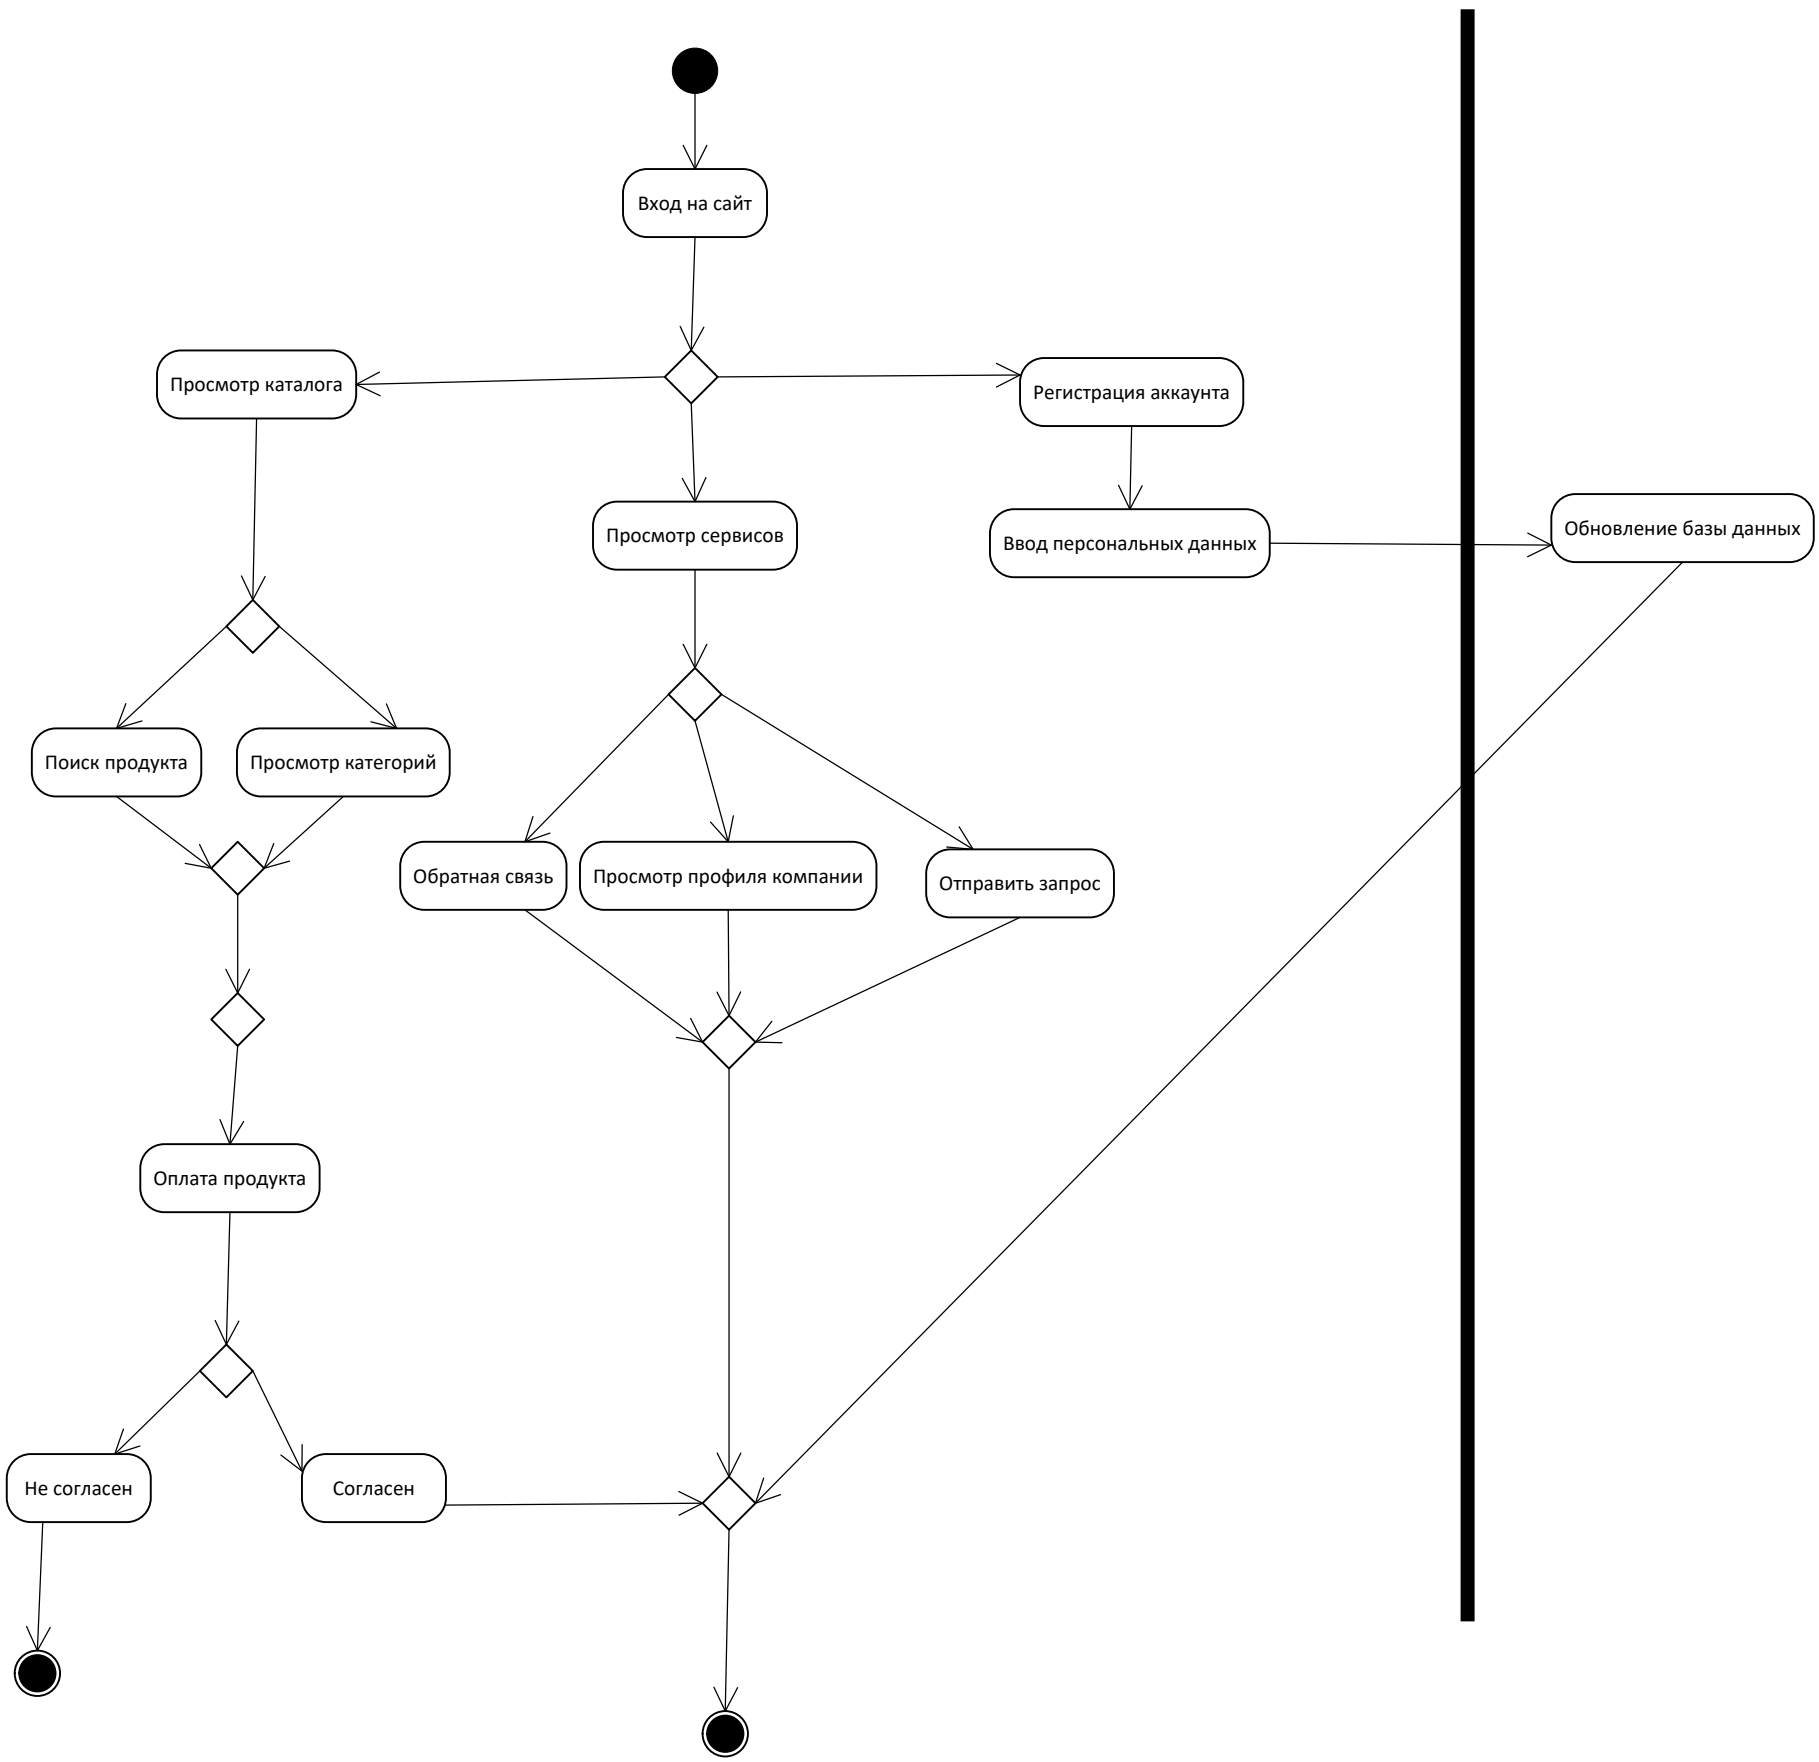 Вход на сайт
Просмотр каталога
Регистрация аккаунта
Просмотр сервисов
Ввод персональных данных
Обновление базы данных
Поиск продукта
Просмотр категорий
Обратная связь
Просмотр профиля компании
Отправить запрос
Оплата продукта
Не согласен
Согласен